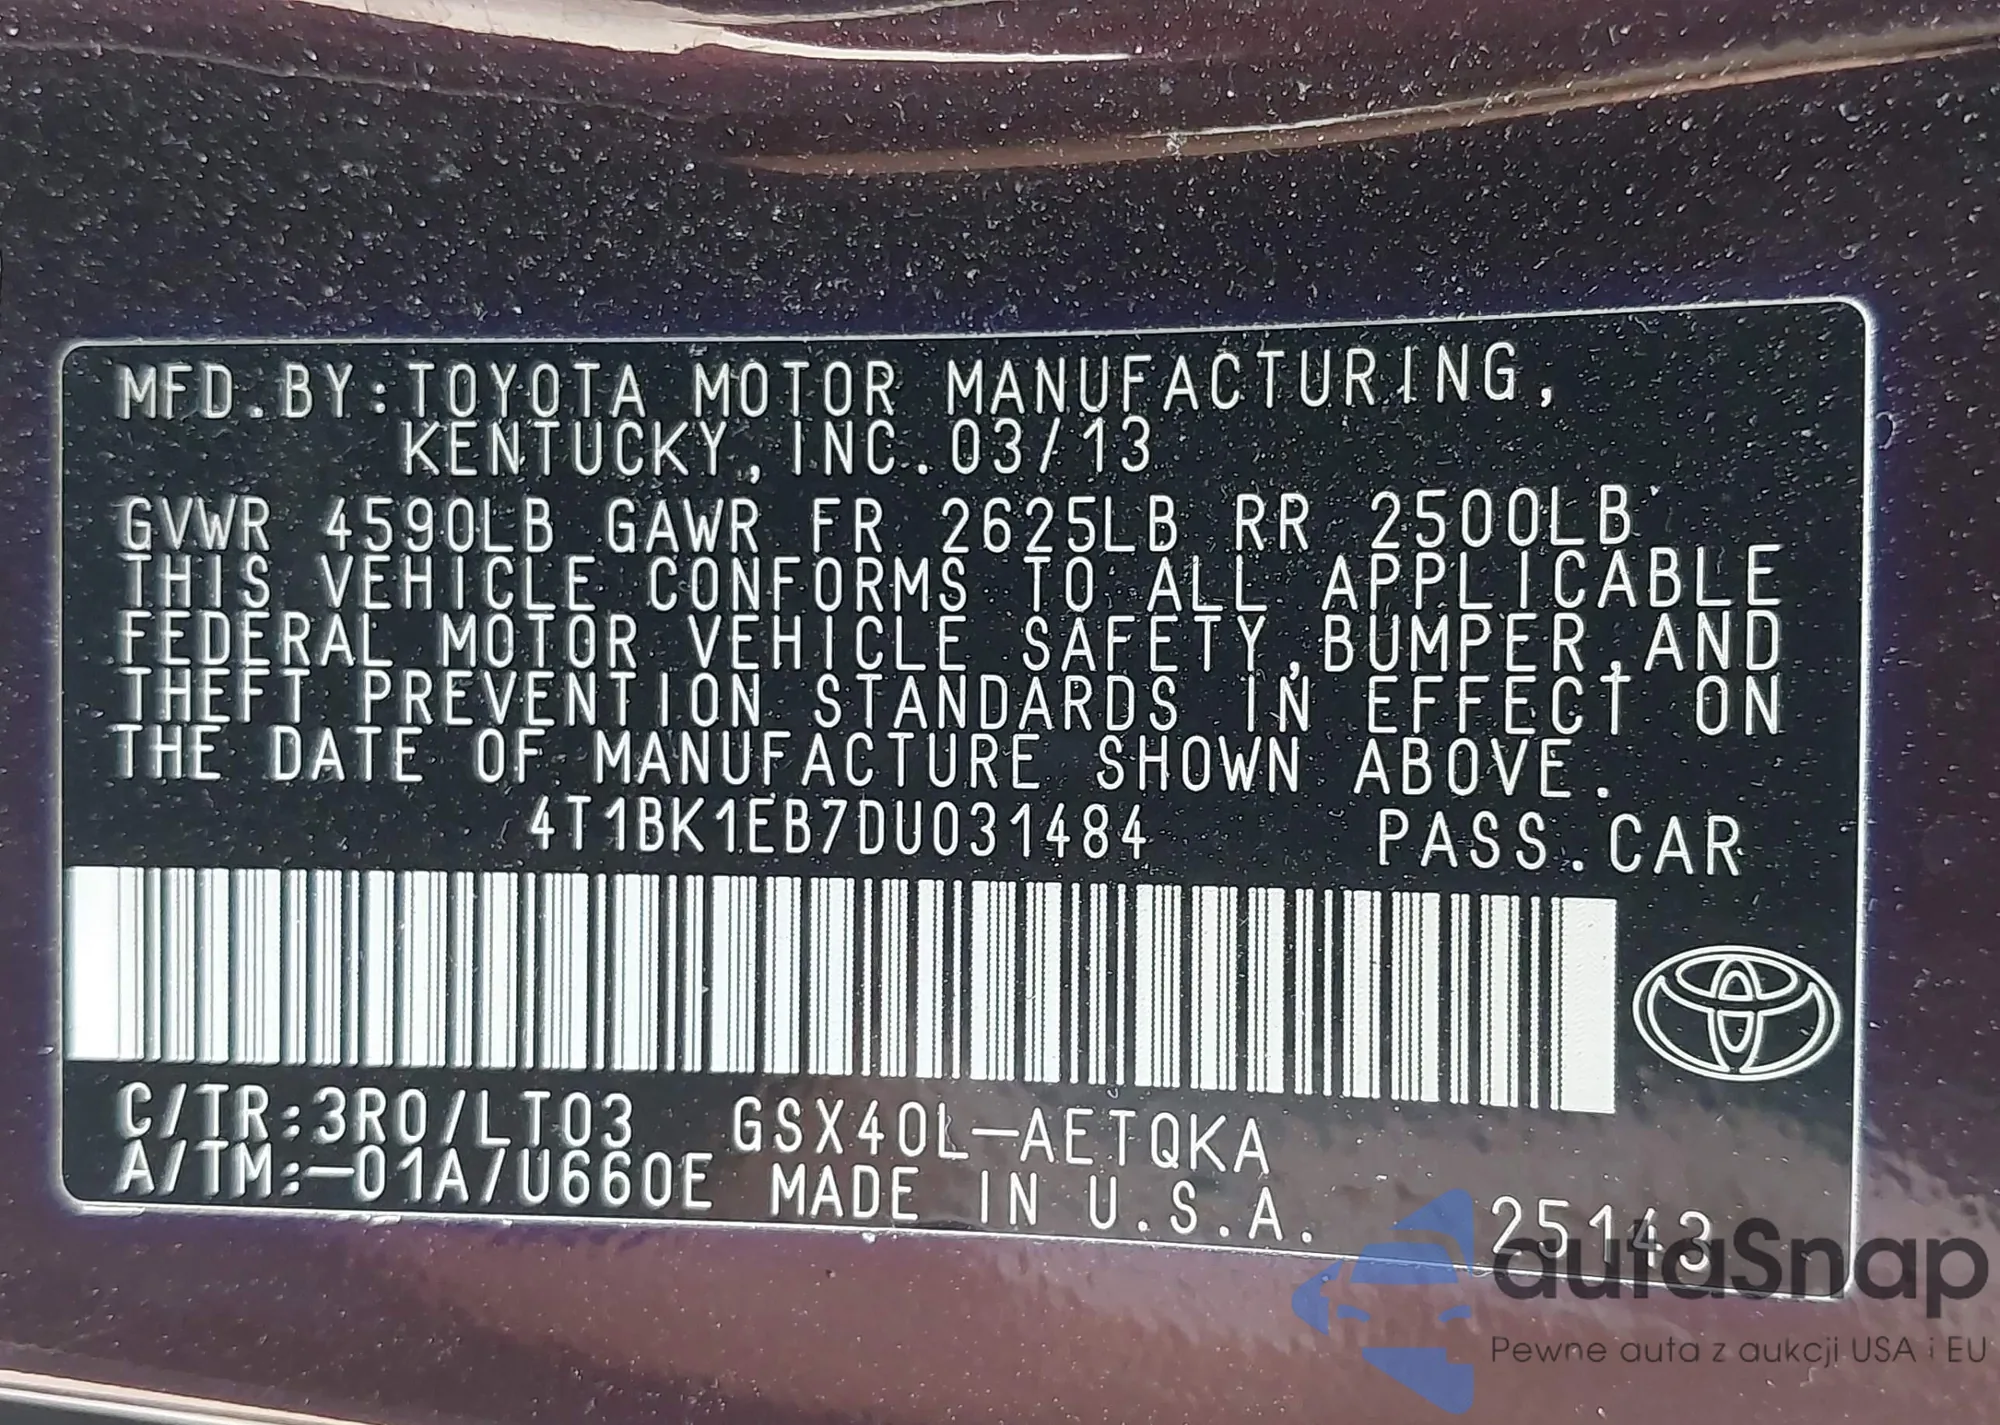 MFD.BY:TOYOTA MOTOR MANUFACTURING,
KENTUCKY, INC. 03/13
GVWR 4590LB GAWR FR 2625LB RR 2500LB
THIS VEHICLE CONFORMS TO ALL APPLICABLE
FEDERAL MOTOR VEHICLE SAFETY,BUMPER,AND
THEFT PREVENTION STANDARDS IN EFFECT ON
THE DATE OF MANUFACTURE SHOWN ABOVE.
4T1BK1EB7DU031484 PASS.CAR
C/TR:3R0/LT03 GSX40L-AETQKA
A/TM:-01A/U660E MADE IN U.S.A. 25143
autaSnap
Pewne auta z aukcji USA i EU